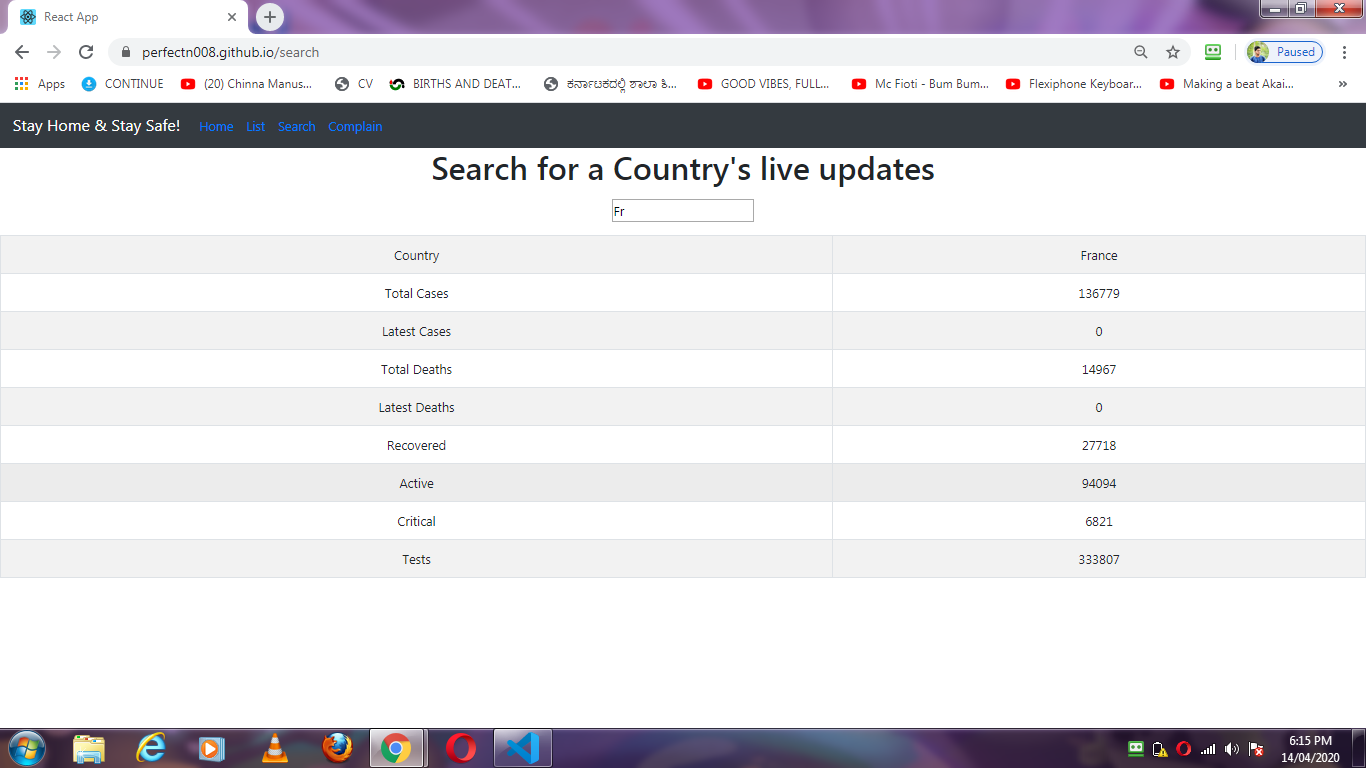 React App
perfectn008.github.io/search
Paused
Apps CONTINUE (20) Chinna Manus... CV BIRTHS AND DEAT... ಕರ್ನಾಟಕದಲ್ಲಿ ಶಾಲಾ ಶಿ... GOOD VIBES, FULL... Mc Fioti - Bum Bum... Flexiphone Keyboar... Making a beat Akai... »
Stay Home & Stay Safe! Home List Search Complain
Search for a Country's live updates
Fr
Country France
Total Cases 136779
Latest Cases 0
Total Deaths 14967
Latest Deaths 0
Recovered 27718
Active 94094
Critical 6821
Tests 333807
6:15 PM
14/04/2020